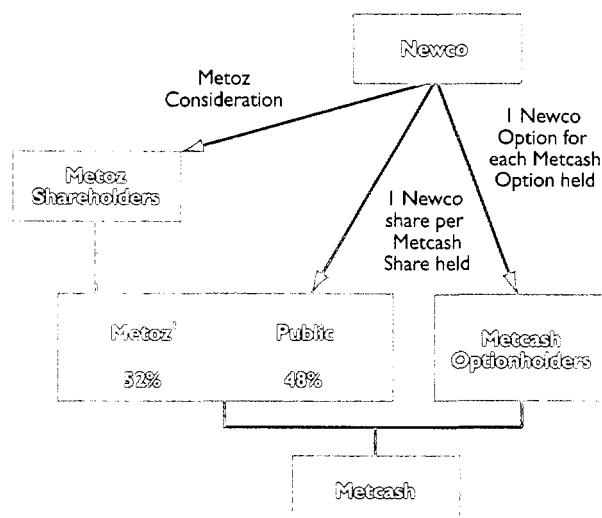 Newco
Metoz
Consideration
1 Newco
Option for
each Metcash
Option held
Metoz
Shareholders
1 Newco
share per
Metcash
Share held
Metoz¹ Public
52% 48%
Metcash
Optionholders
Metcash